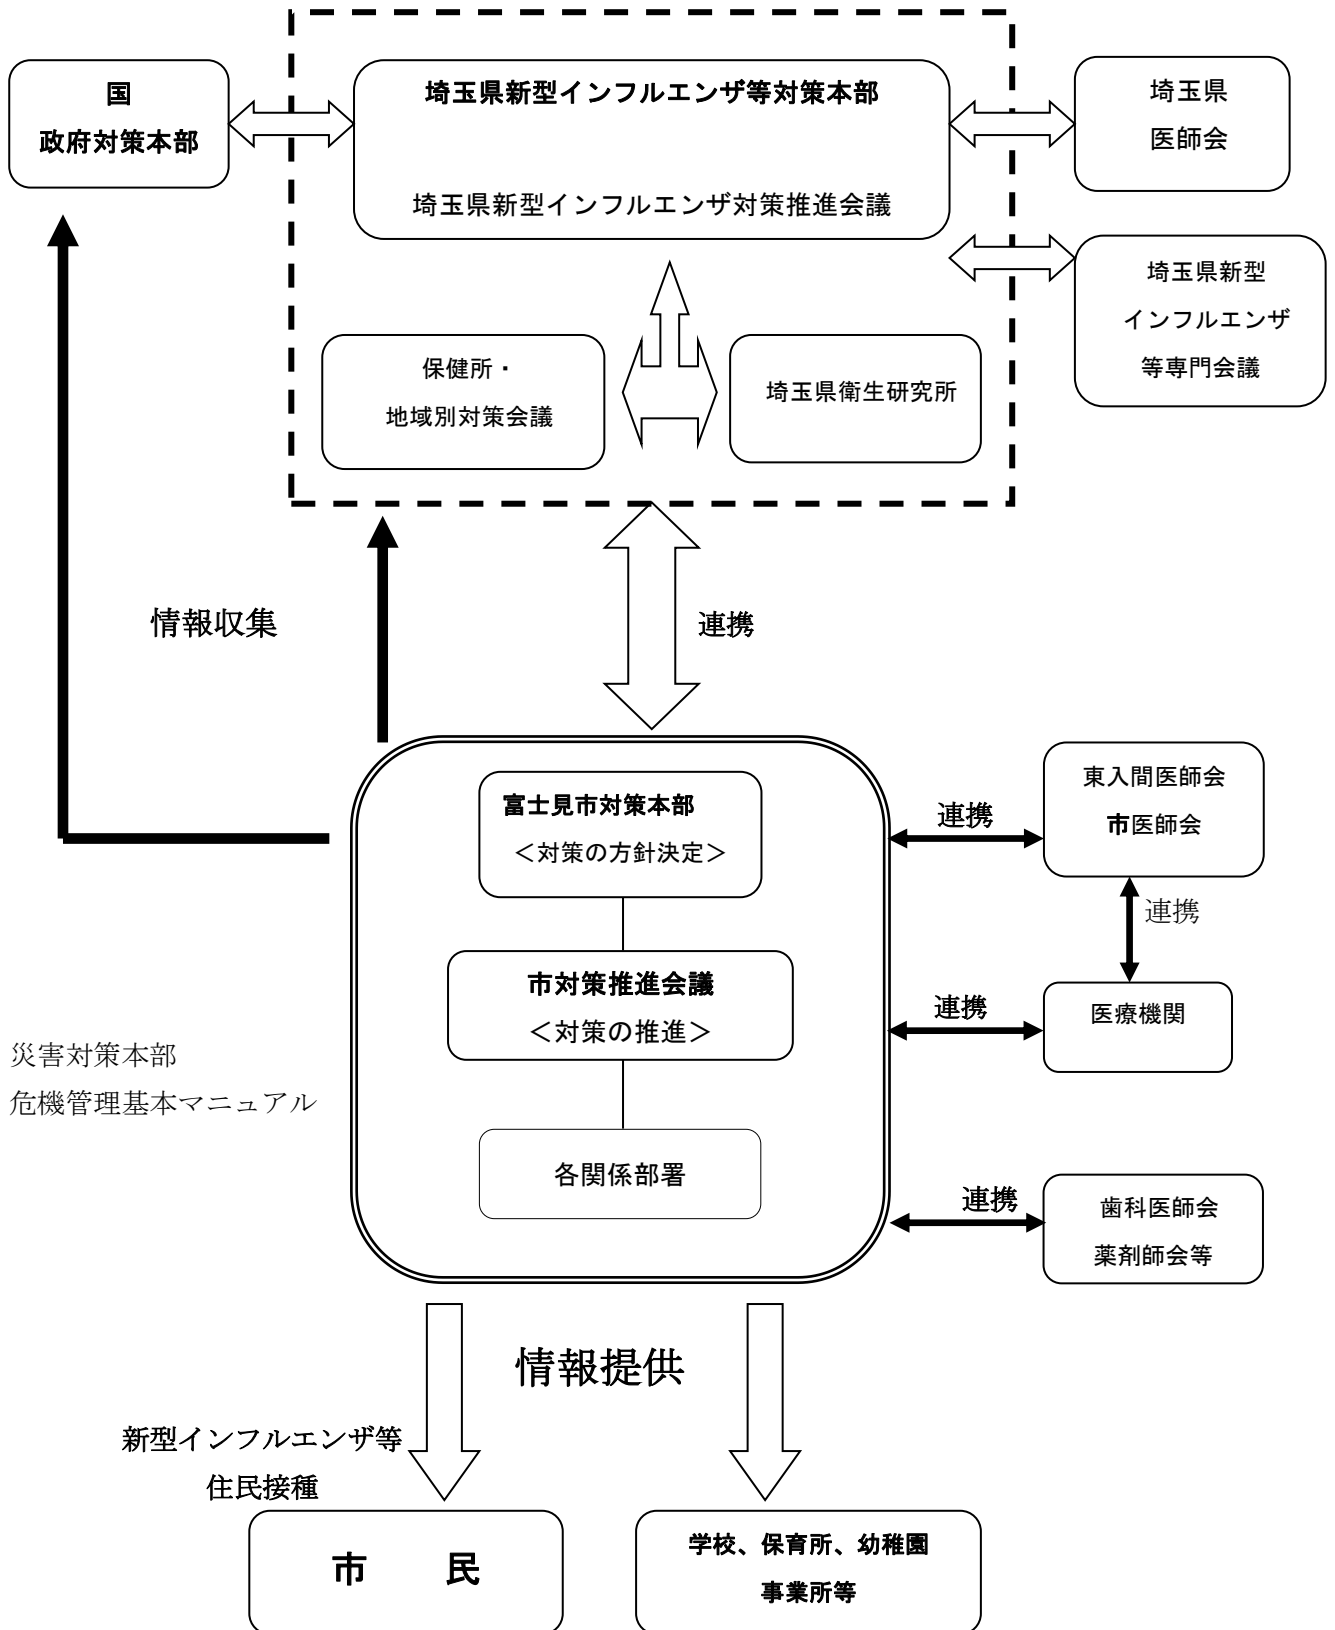 国
政府対策本部
埼玉県新型インフルエンザ等対策本部
埼玉県新型インフルエンザ対策推進会議
埼玉県
医師会
埼玉県新型
インフルエンザ
等専門会議
保健所・
地域別対策会議
埼玉県衛生研究所
情報収集
連携
富士見市対策本部
＜対策の方針決定＞
連携
東入間医師会
市医師会
連携
市対策推進会議
＜対策の推進＞
連携
医療機関
災害対策本部
危機管理基本マニュアル
各関係部署
連携
歯科医師会
薬剤師会等
情報提供
新型インフルエンザ等
住民接種
市　　民
学校、保育所、幼稚園
事業所等